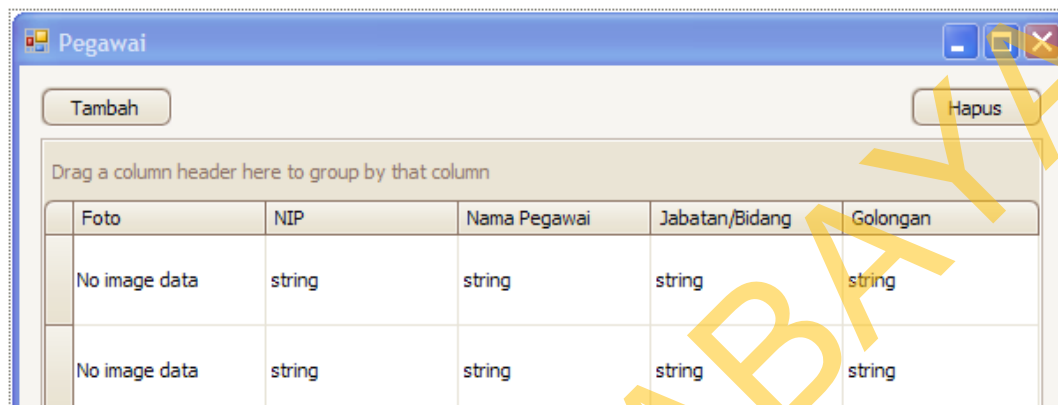 Pegawai
Tambah Hapus
Drag a column header here to group by that column
Foto NIP Nama Pegawai Jabatan/Bidang Golongan
No image data string string string string
No image data string string string string
ABAYA